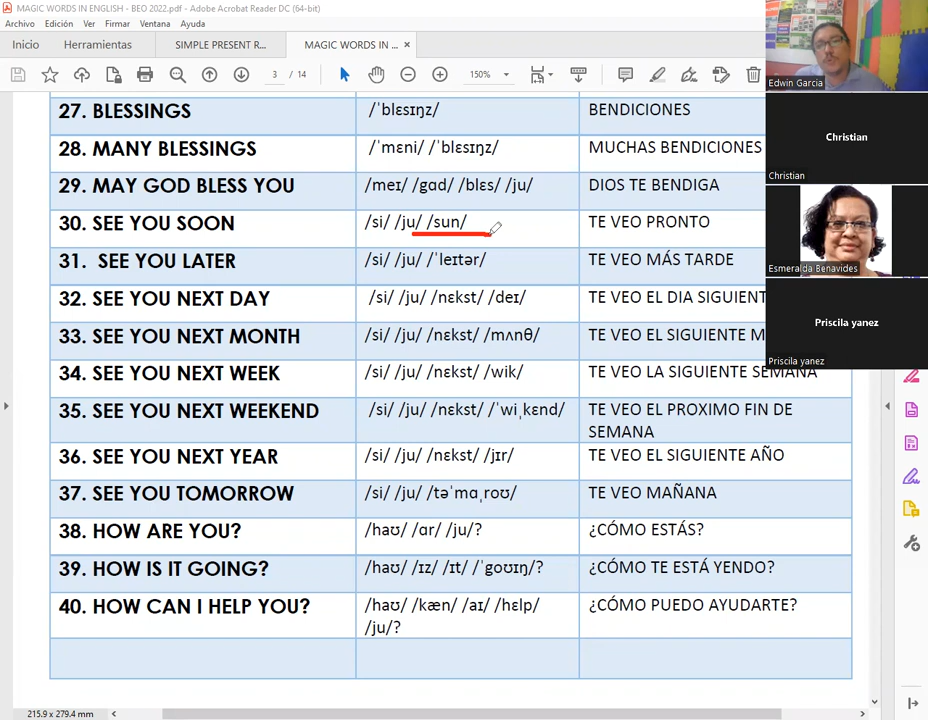 MAGIC WORDS IN ENGLISH - BEO 2022.pdf - Adobe Acrobat Reader DC (64-bit)
Archivo Edición Ver Firmar Ventana Ayuda
Inicio Herramientas SIMPLE PRESENT R... MAGIC WORDS IN ... ×
3 / 14 150%
27. BLESSINGS /ˈblɛsɪŋz/ BENDICIONES
28. MANY BLESSINGS /ˈmɛni/ /ˈblɛsɪŋz/ MUCHAS BENDICIONES
29. MAY GOD BLESS YOU /meɪ/ /ɡɑd/ /blɛs/ /ju/ DIOS TE BENDIGA
30. SEE YOU SOON /si/ /ju/ /sun/ TE VEO PRONTO
31. SEE YOU LATER /si/ /ju/ /ˈleɪtər/ TE VEO MÁS TARDE
32. SEE YOU NEXT DAY /si/ /ju/ /nɛkst/ /deɪ/ TE VEO EL DIA SIGUIENT
33. SEE YOU NEXT MONTH /si/ /ju/ /nɛkst/ /mʌnθ/ TE VEO EL SIGUIENTE M
34. SEE YOU NEXT WEEK /si/ /ju/ /nɛkst/ /wik/ TE VEO LA SIGUIENTE SEMANA
35. SEE YOU NEXT WEEKEND /si/ /ju/ /nɛkst/ /ˈwiˌkɛnd/ TE VEO EL PROXIMO FIN DE
SEMANA
36. SEE YOU NEXT YEAR /si/ /ju/ /nɛkst/ /jɪr/ TE VEO EL SIGUIENTE AÑO
37. SEE YOU TOMORROW /si/ /ju/ /təˈmɑˌroʊ/ TE VEO MAÑANA
38. HOW ARE YOU? /haʊ/ /ɑr/ /ju/? ¿CÓMO ESTÁS?
39. HOW IS IT GOING? /haʊ/ /ɪz/ /ɪt/ /ˈɡoʊɪŋ/? ¿CÓMO TE ESTÁ YENDO?
40. HOW CAN I HELP YOU? /haʊ/ /kæn/ /aɪ/ /hɛlp/ ¿CÓMO PUEDO AYUDARTE?
/ju/?
215.9 x 279.4 mm
Edwin Garcia
Christian
Christian
Esmeralda Benavides
Priscila yanez
Priscila yanez